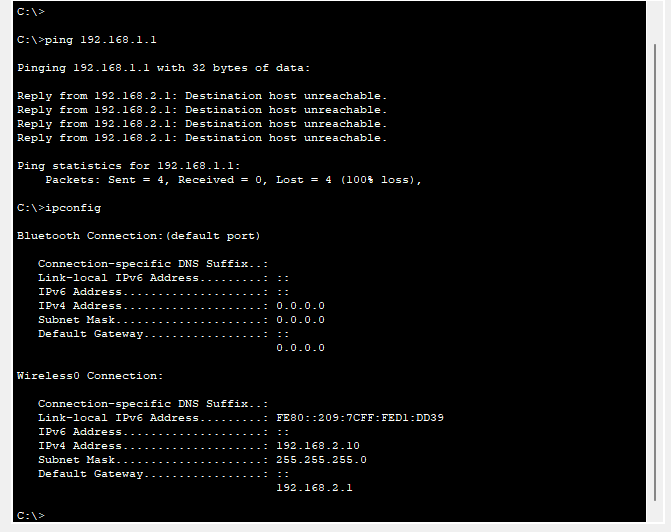 C:\>
C:\>ping 192.168.1.1
Pinging 192.168.1.1 with 32 bytes of data:
Reply from 192.168.2.1: Destination host unreachable.
Reply from 192.168.2.1: Destination host unreachable.
Reply from 192.168.2.1: Destination host unreachable.
Reply from 192.168.2.1: Destination host unreachable.
Ping statistics for 192.168.1.1:
    Packets: Sent = 4, Received = 0, Lost = 4 (100% loss),
C:\>ipconfig
Bluetooth Connection:(default port)
   Connection-specific DNS Suffix..:
   Link-local IPv6 Address.........: ::
   IPv6 Address....................: ::
   IPv4 Address....................: 0.0.0.0
   Subnet Mask.....................: 0.0.0.0
   Default Gateway.................: ::
                                     0.0.0.0
Wireless0 Connection:
   Connection-specific DNS Suffix..:
   Link-local IPv6 Address.........: FE80::209:7CFF:FED1:DD39
   IPv6 Address....................: ::
   IPv4 Address....................: 192.168.2.10
   Subnet Mask.....................: 255.255.255.0
   Default Gateway.................: ::
                                     192.168.2.1
C:\>